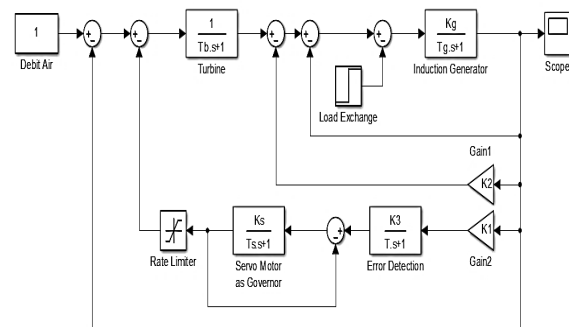 1
Debit Air
1
Tb.s+1
Turbine
Load Exchange
Kg
Tg.s+1
Induction Generator
Scope
Gain1
K2
K1
Gain2
K3
T.s+1
Error Detection
Ks
Ts.s+1
Servo Motor
as Governor
Rate Limiter